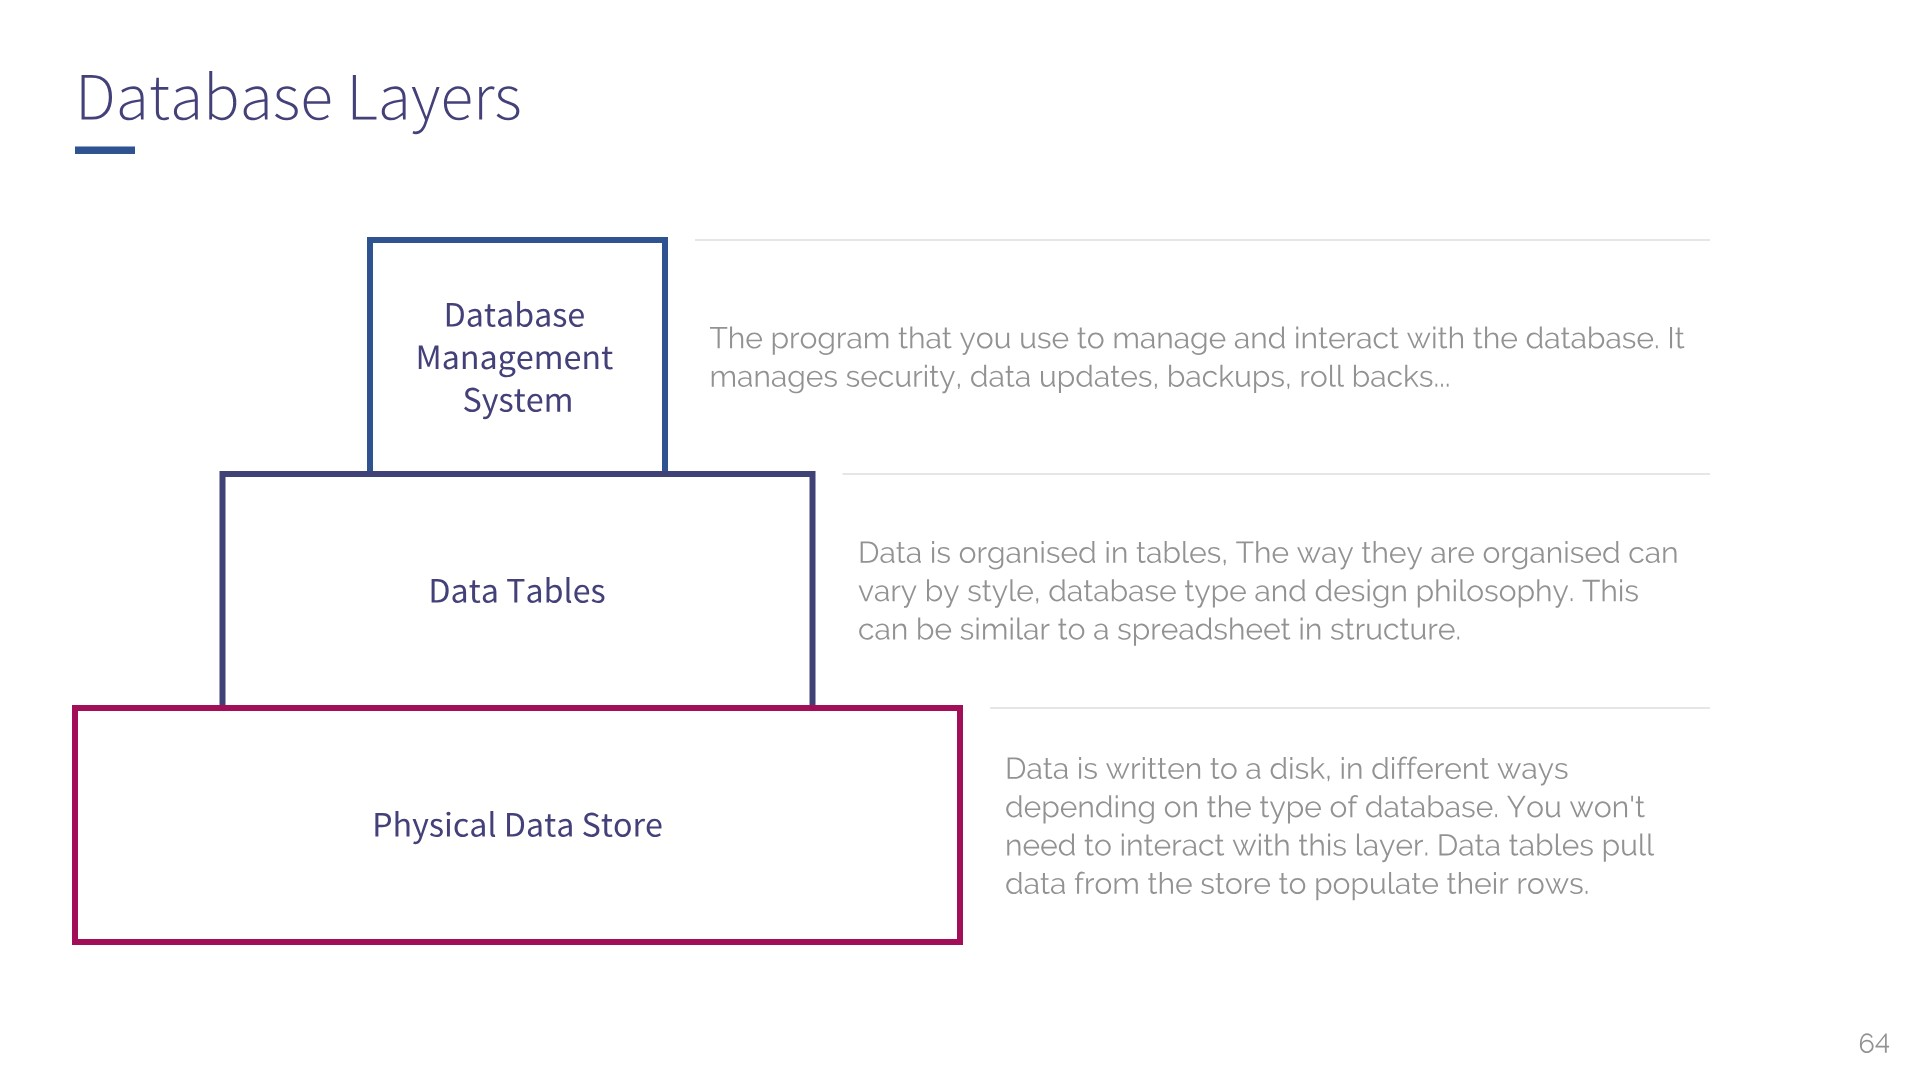 Database Layers
Database
Management
System
The program that you use to manage and interact with the database. It
manages security, data updates, backups, roll backs...
Data Tables
Data is organised in tables, The way they are organised can
vary by style, database type and design philosophy. This
can be similar to a spreadsheet in structure.
Physical Data Store
Data is written to a disk, in different ways
depending on the type of database. You won't
need to interact with this layer. Data tables pull
data from the store to populate their rows.
64